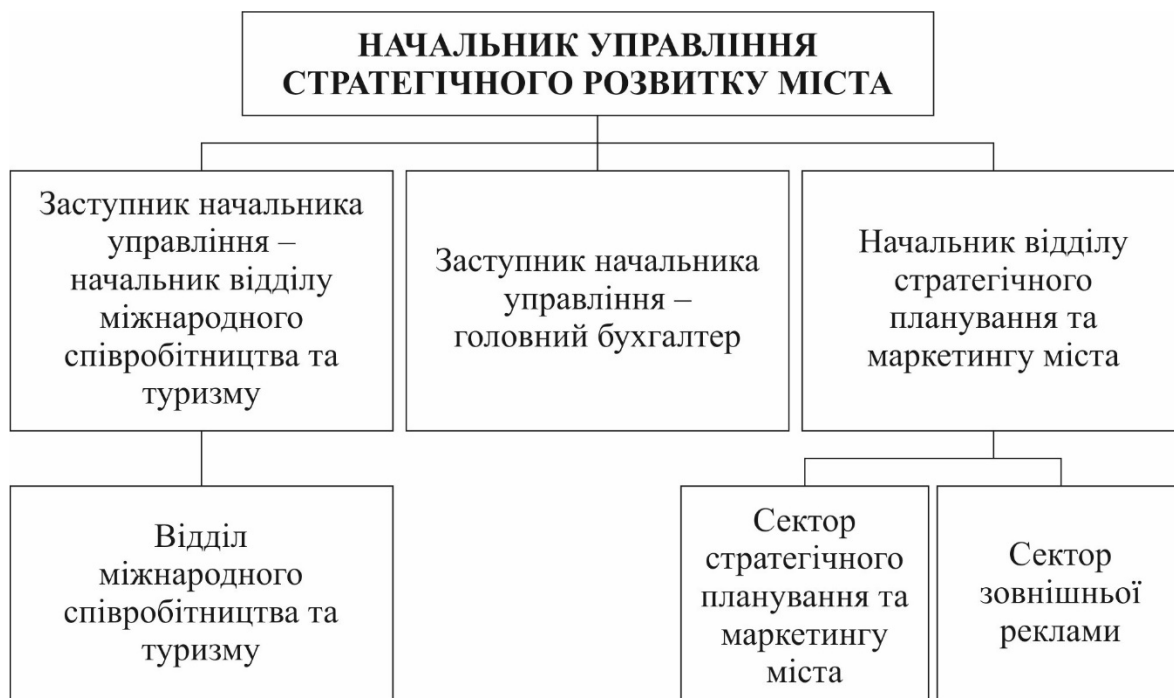 НАЧАЛЬНИК УПРАВЛІННЯ
СТРАТЕГІЧНОГО РОЗВИТКУ МІСТА
Заступник начальника
управління –
начальник відділу
міжнародного
співробітництва та
туризму
Заступник начальника
управління –
головний бухгалтер
Начальник відділу
стратегічного
планування та
маркетингу міста
Відділ
міжнародного
співробітництва та
туризму
Сектор
стратегічного
планування та
маркетингу
міста
Сектор
зовнішньої
реклами